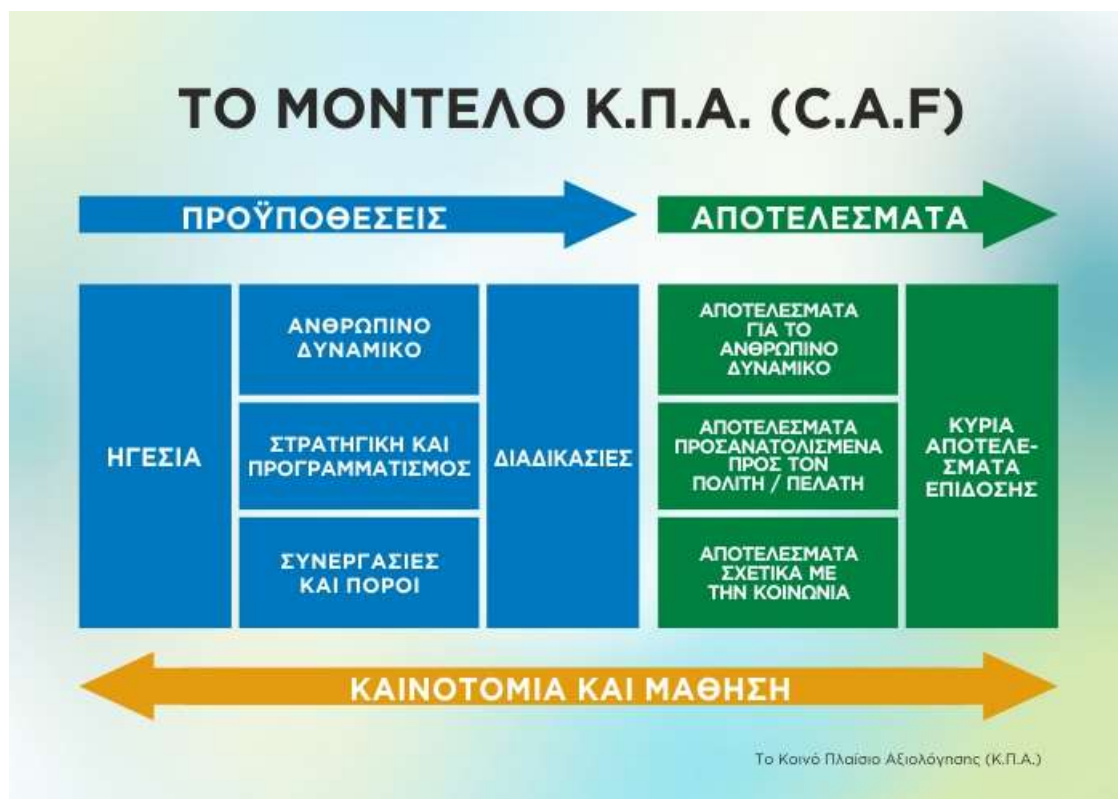 ΤΟ ΜΟΝΤΕΛΟ Κ.Π.Α. (C.A.F)
ΠΡΟΫΠΟΘΕΣΕΙΣ
ΑΠΟΤΕΛΕΣΜΑΤΑ
ΗΓΕΣΙΑ
ΑΝΘΡΩΠΙΝΟ
ΔΥΝΑΜΙΚΟ
ΣΤΡΑΤΗΓΙΚΗ ΚΑΙ
ΠΡΟΓΡΑΜΜΑΤΙΣΜΟΣ
ΣΥΝΕΡΓΑΣΙΕΣ
ΚΑΙ ΠΟΡΟΙ
ΔΙΑΔΙΚΑΣΙΕΣ
ΑΠΟΤΕΛΕΣΜΑΤΑ
ΓΙΑ ΤΟ
ΑΝΘΡΩΠΙΝΟ
ΔΥΝΑΜΙΚΟ
ΑΠΟΤΕΛΕΣΜΑΤΑ
ΠΡΟΣΑΝΑΤΟΛΙΣΜΕΝΑ
ΠΡΟΣ ΤΟΝ
ΠΟΛΙΤΗ / ΠΕΛΑΤΗ
ΑΠΟΤΕΛΕΣΜΑΤΑ
ΣΧΕΤΙΚΑ ΜΕ
ΤΗΝ ΚΟΙΝΩΝΙΑ
ΚΥΡΙΑ
ΑΠΟΤΕΛΕ-
ΣΜΑΤΑ
ΕΠΙΔΟΣΗΣ
ΚΑΙΝΟΤΟΜΙΑ ΚΑΙ ΜΑΘΗΣΗ
Το Κοινό Πλαίσιο Αξιολόγησης (Κ.Π.Α.)